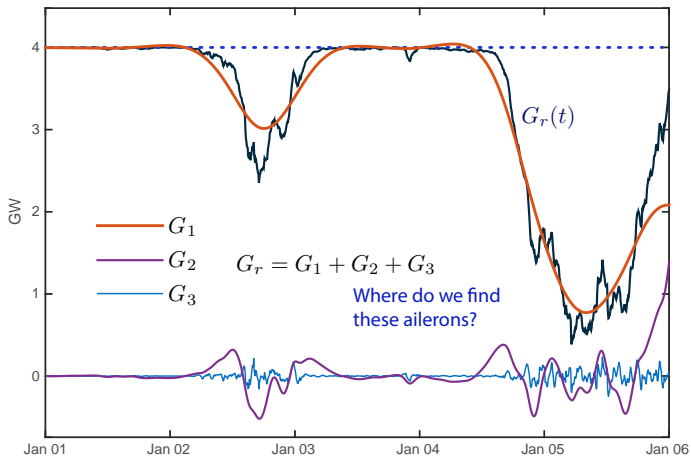 4
3
2
1
0
GW
G_r(t)
G_1
G_2
G_3
G_r = G_1 + G_2 + G_3
Where do we find
these ailerons?
Jan 01
Jan 02
Jan 03
Jan 04
Jan 05
Jan 06